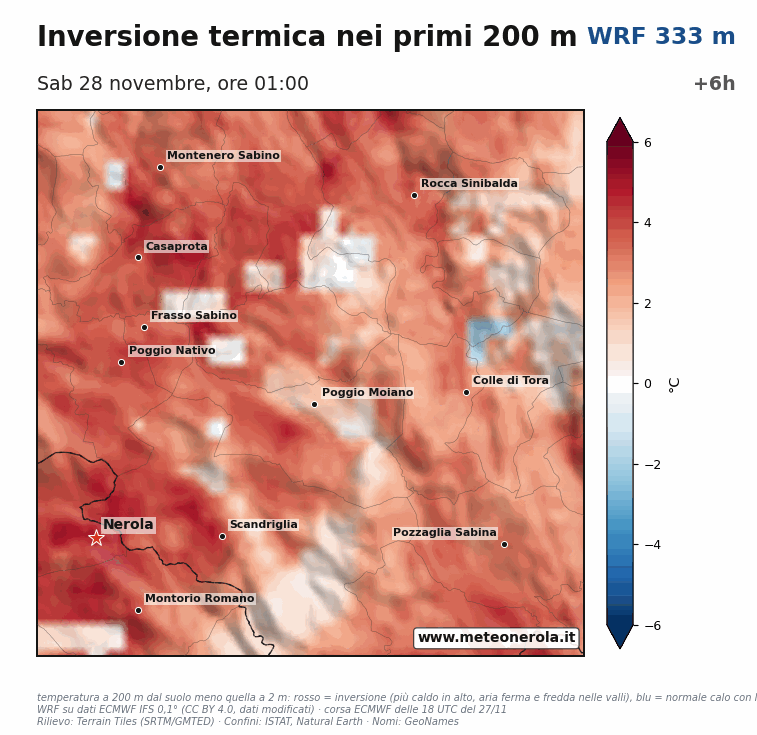 Inversione termica nei primi 200 m WRF 333 m
Sab 28 novembre, ore 01:00
+6h
Montenero Sabino
Rocca Sinibalda
Casaprota
Frasso Sabino
Poggio Nativo
Colle di Tora
Poggio Moiano
Nerola
Scandriglia
Pozzaglia Sabina
Montorio Romano
www.meteonerola.it
6
4
2
0
−2
−4
−6
°C
temperatura a 200 m dal suolo meno quella a 2 m: rosso = inversione (più caldo in alto, aria ferma e fredda nelle valli), blu = normale calo con
WRF su dati ECMWF IFS 0,1° (CC BY 4.0, dati modificati) · corsa ECMWF delle 18 UTC del 27/11
Rilievo: Terrain Tiles (SRTM/GMTED) · Confini: ISTAT, Natural Earth · Nomi: GeoNames